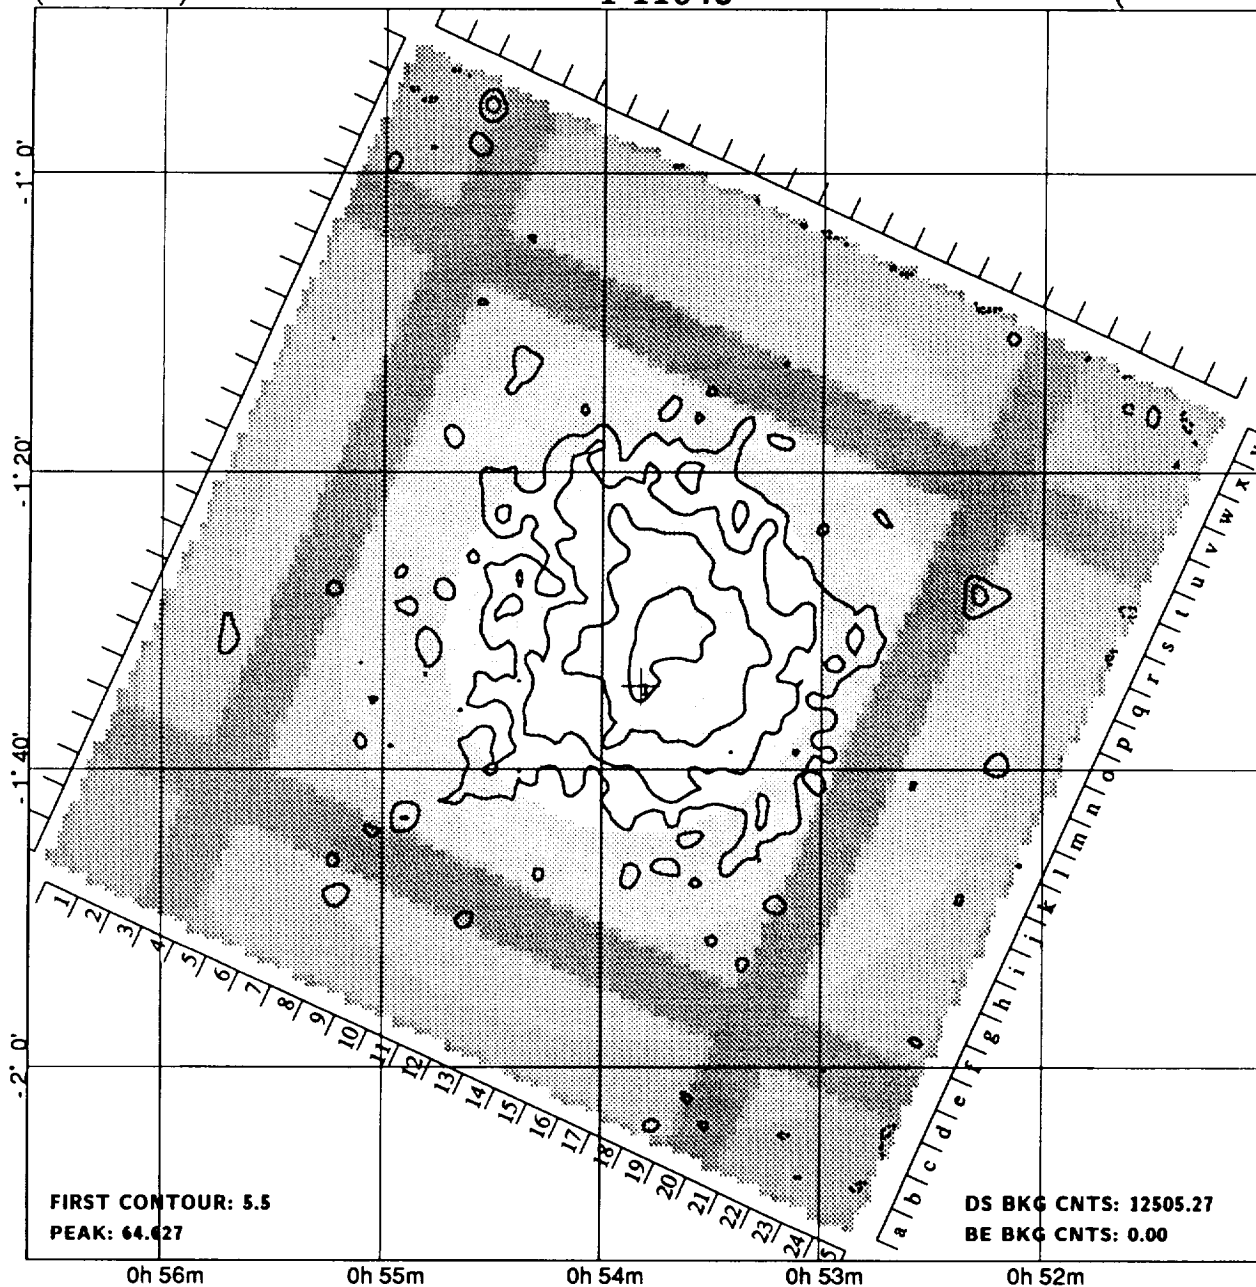 -1° 0'
-1° 20'
-1° 40'
-2° 0'
1 2 3 4 5 6 7 8 9 10 11 12 13 14 15 16 17 18 19 20 21 22 23 24
a b c d e f g h i j k l m n o p q r s t u v w x
FIRST CONTOUR: 5.5
PEAK: 64.627
DS BKG CNTS: 12505.27
BE BKG CNTS: 0.00
0h 56m 0h 55m 0h 54m 0h 53m 0h 52m